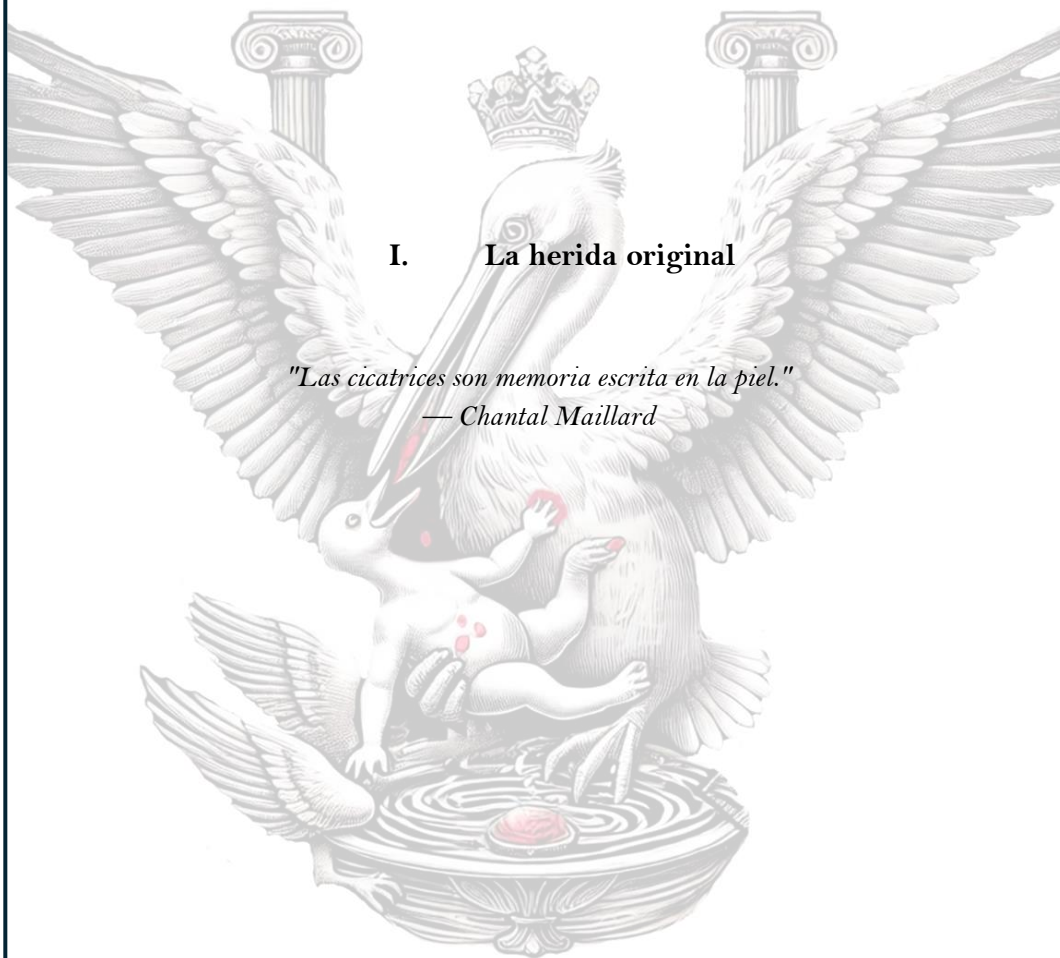 I. La herida original
"Las cicatrices son memoria escrita en la piel."
— Chantal Maillard